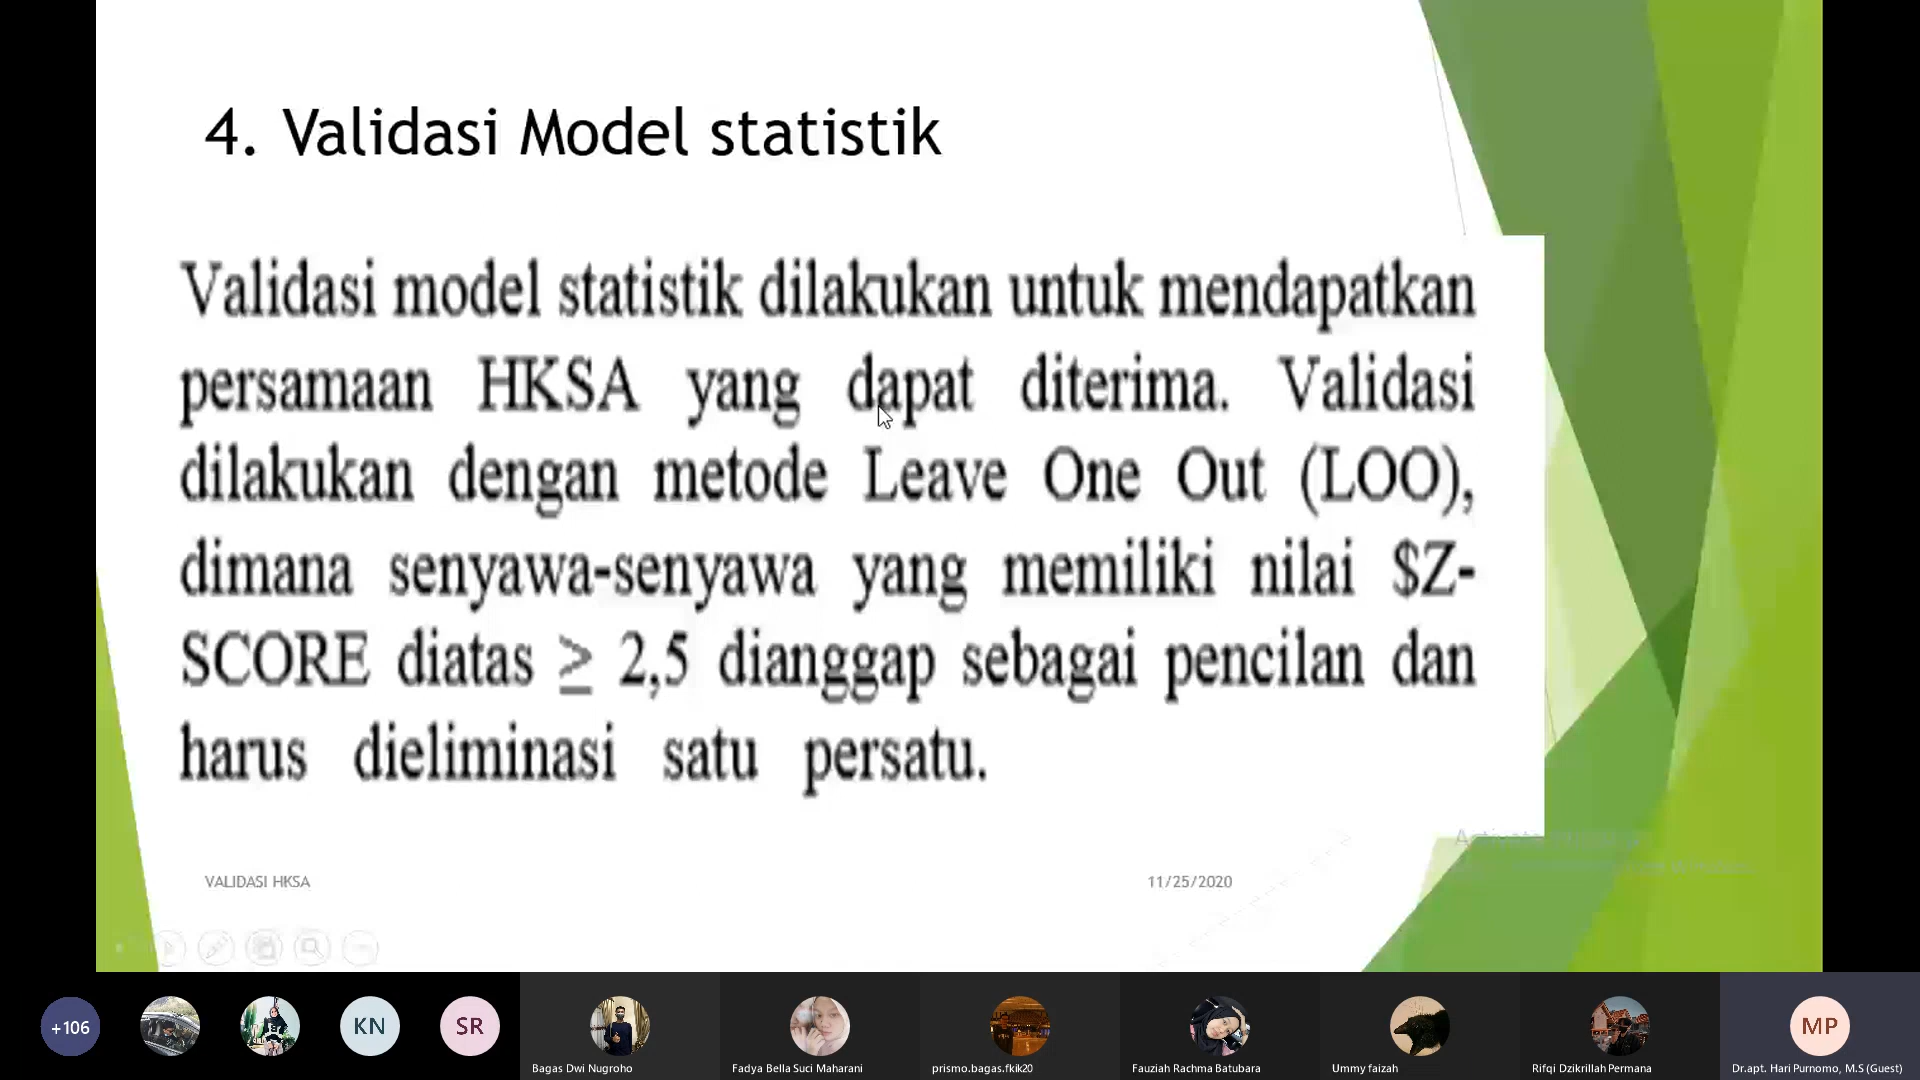 4. Validasi Model statistik
Validasi model statistik dilakukan untuk mendapatkan
persamaan HKSA yang dapat diterima. Validasi
dilakukan dengan metode Leave One Out (LOO),
dimana senyawa-senyawa yang memiliki nilai $Z-
SCORE diatas ≥ 2,5 dianggap sebagai pencilan dan
harus dieliminasi satu persatu.
VALIDASI HKSA
11/25/2020
+106
KN
SR
MP
Bagas Dwi Nugroho
Fadya Bella Suci Maharani
prismo.bagas.fkik20
Fauziah Rachma Batubara
Ummy faizah
Rifqi Dzikrillah Permana
Dr.apt. Hari Purnomo, M.S (Guest)